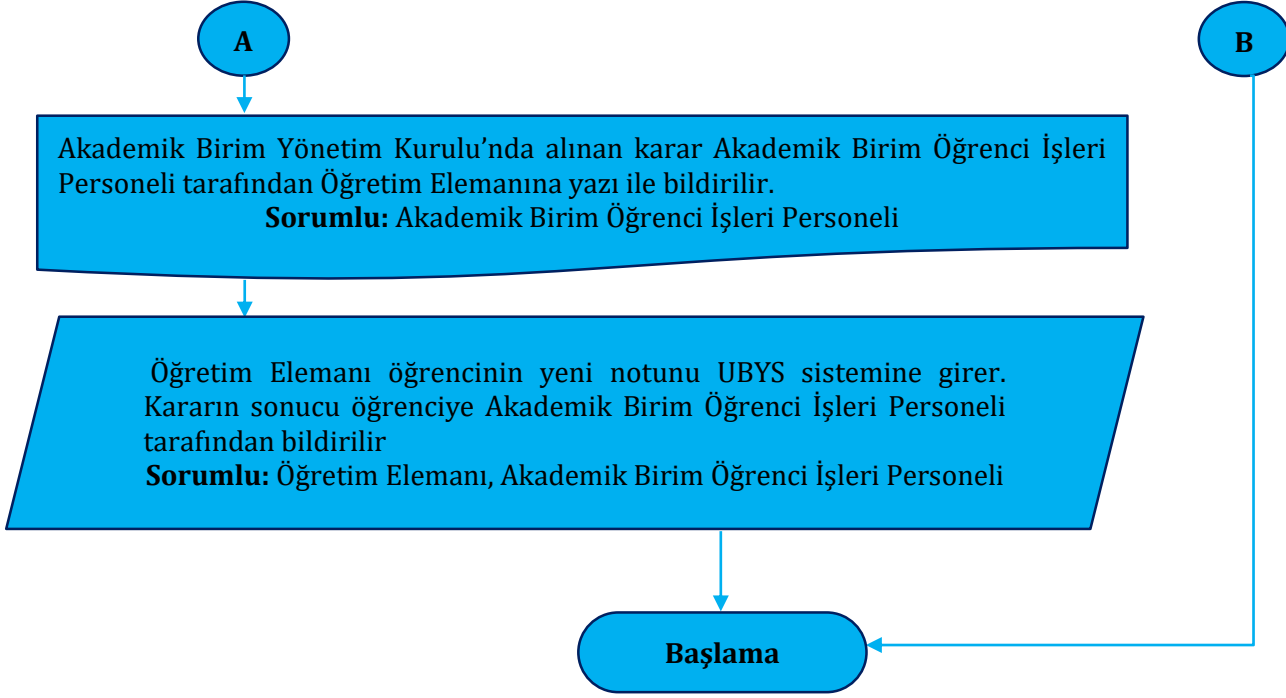 A
B
Akademik Birim Yönetim Kurulu’nda alınan karar Akademik Birim Öğrenci İşleri
Personeli tarafından Öğretim Elemanına yazı ile bildirilir.
Sorumlu: Akademik Birim Öğrenci İşleri Personeli
Öğretim Elemanı öğrencinin yeni notunu UBYS sistemine girer.
Kararın sonucu öğrenciye Akademik Birim Öğrenci İşleri Personeli
tarafından bildirilir
Sorumlu: Öğretim Elemanı, Akademik Birim Öğrenci İşleri Personeli
Başlama